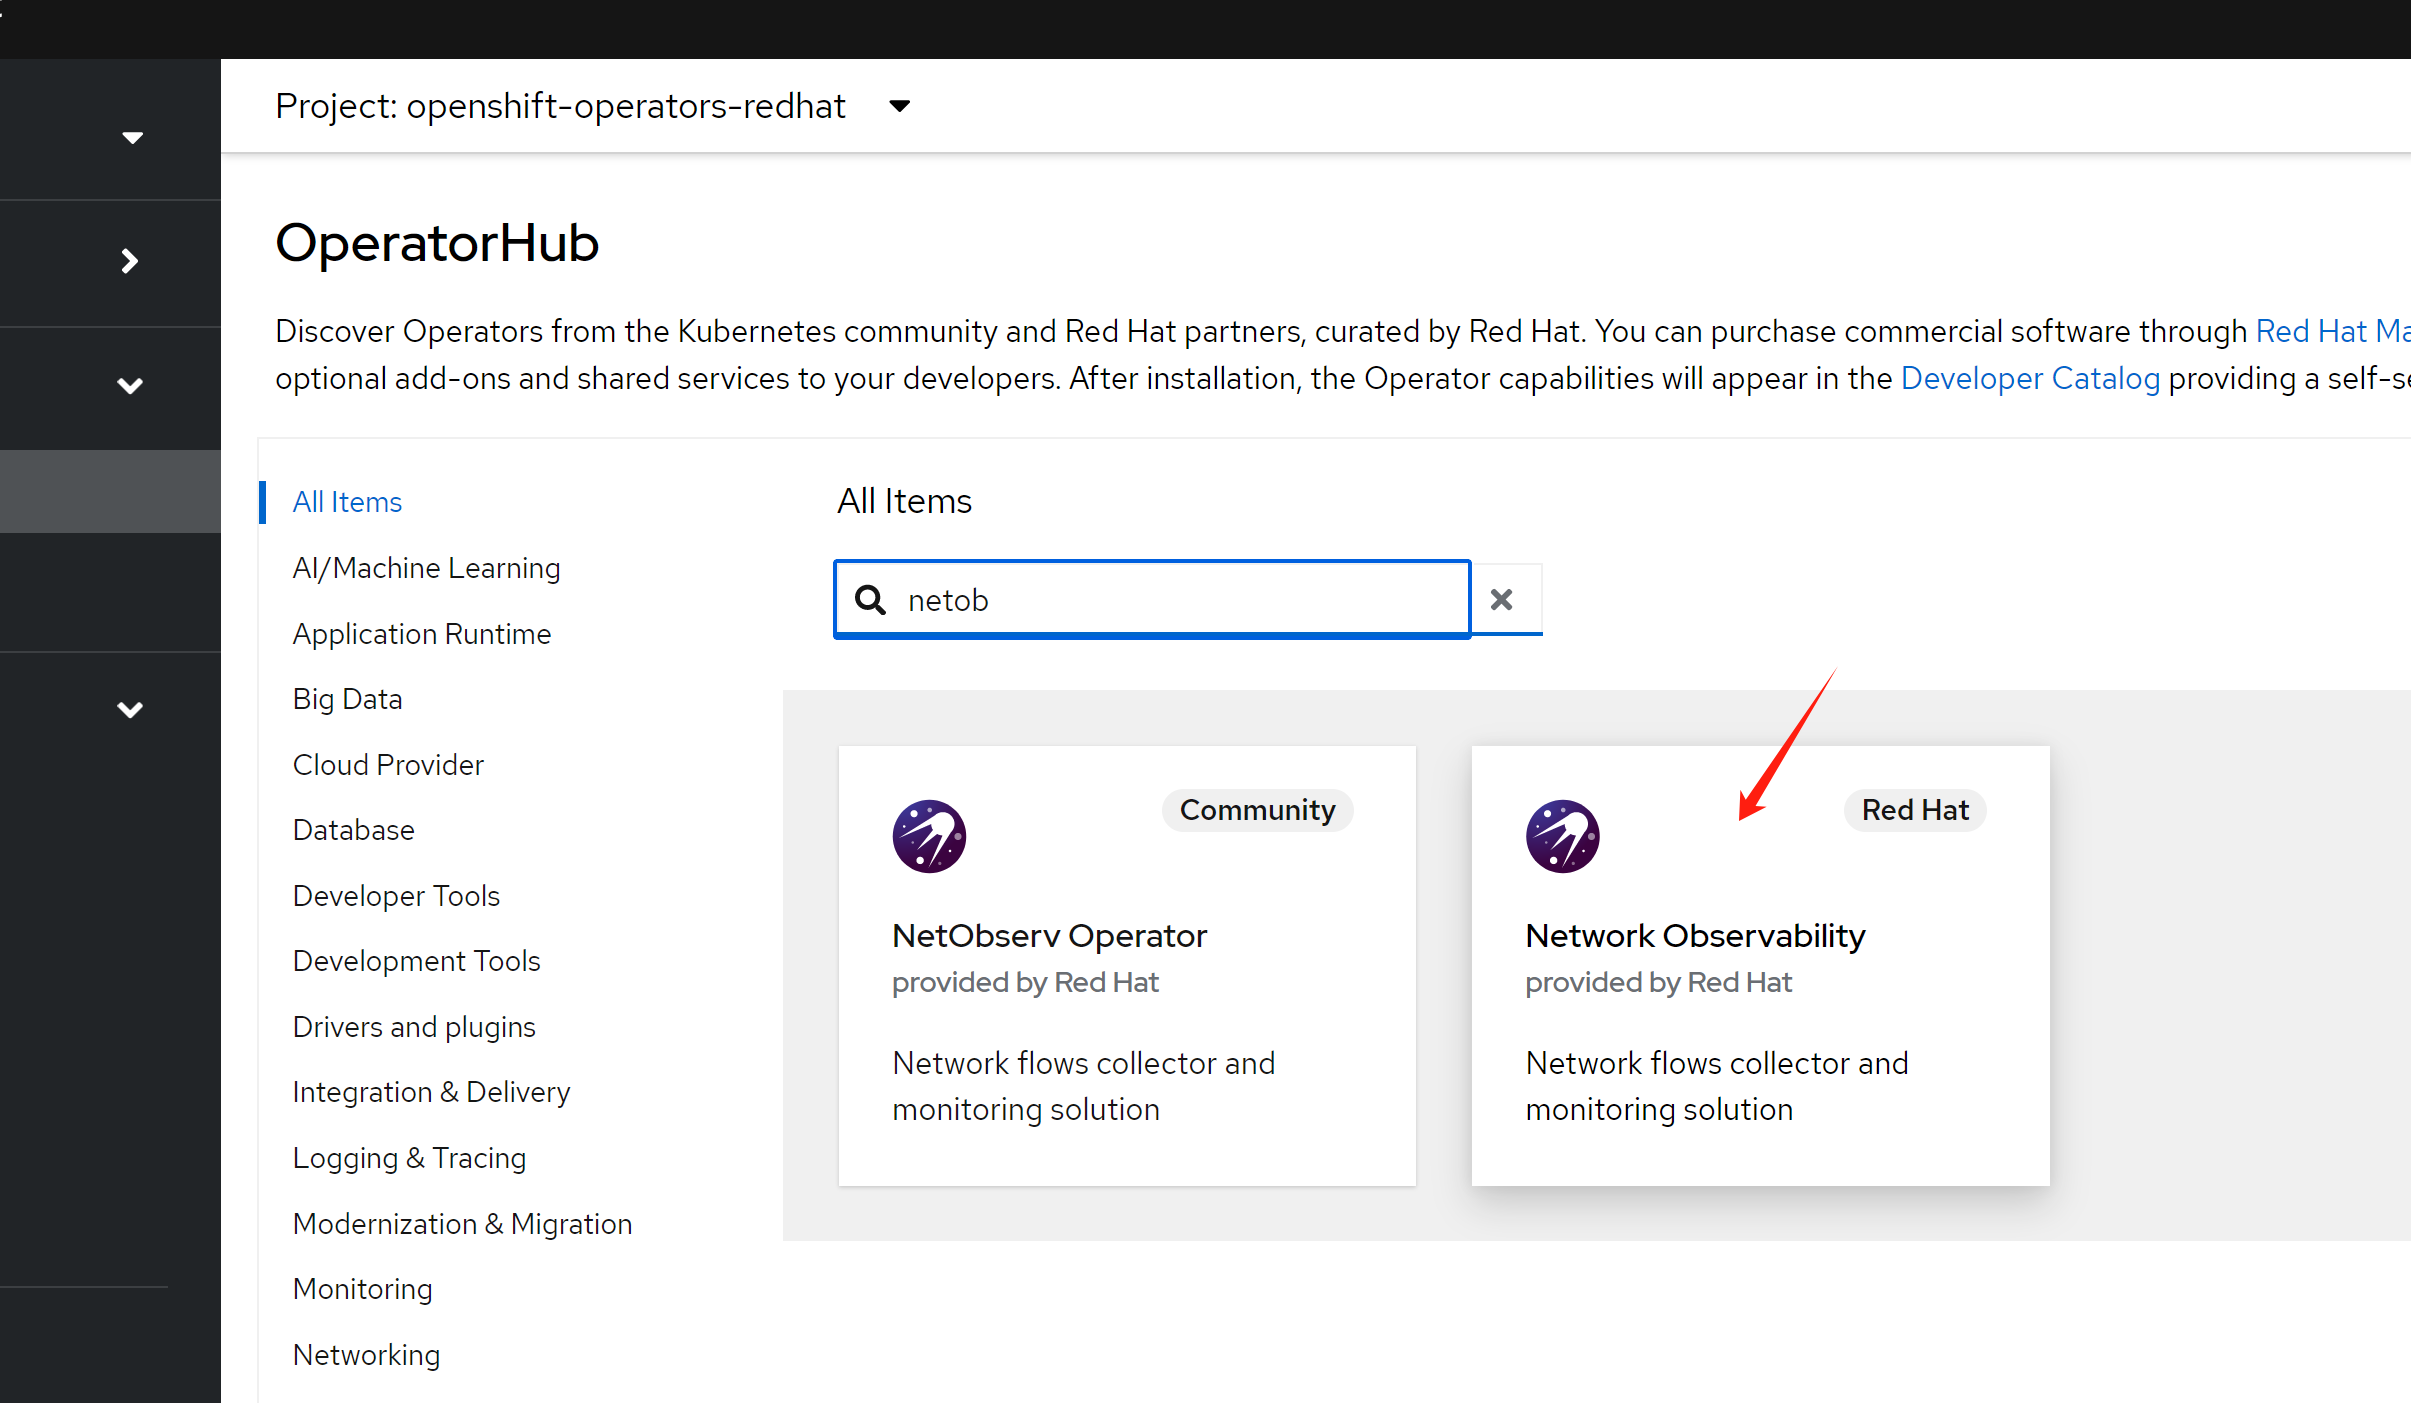 Project: openshift-operators-redhat
OperatorHub
Discover Operators from the Kubernetes community and Red Hat partners, curated by Red Hat. You can purchase commercial software through Red Hat
optional add-ons and shared services to your developers. After installation, the Operator capabilities will appear in the Developer Catalog providing a
All Items
AI/Machine Learning
Application Runtime
Big Data
Cloud Provider
Database
Developer Tools
Development Tools
Drivers and plugins
Integration & Delivery
Logging & Tracing
Modernization & Migration
Monitoring
Networking
All Items
netob
Community
NetObserv Operator
provided by Red Hat
Network flows collector and
monitoring solution
Red Hat
Network Observability
provided by Red Hat
Network flows collector and
monitoring solution